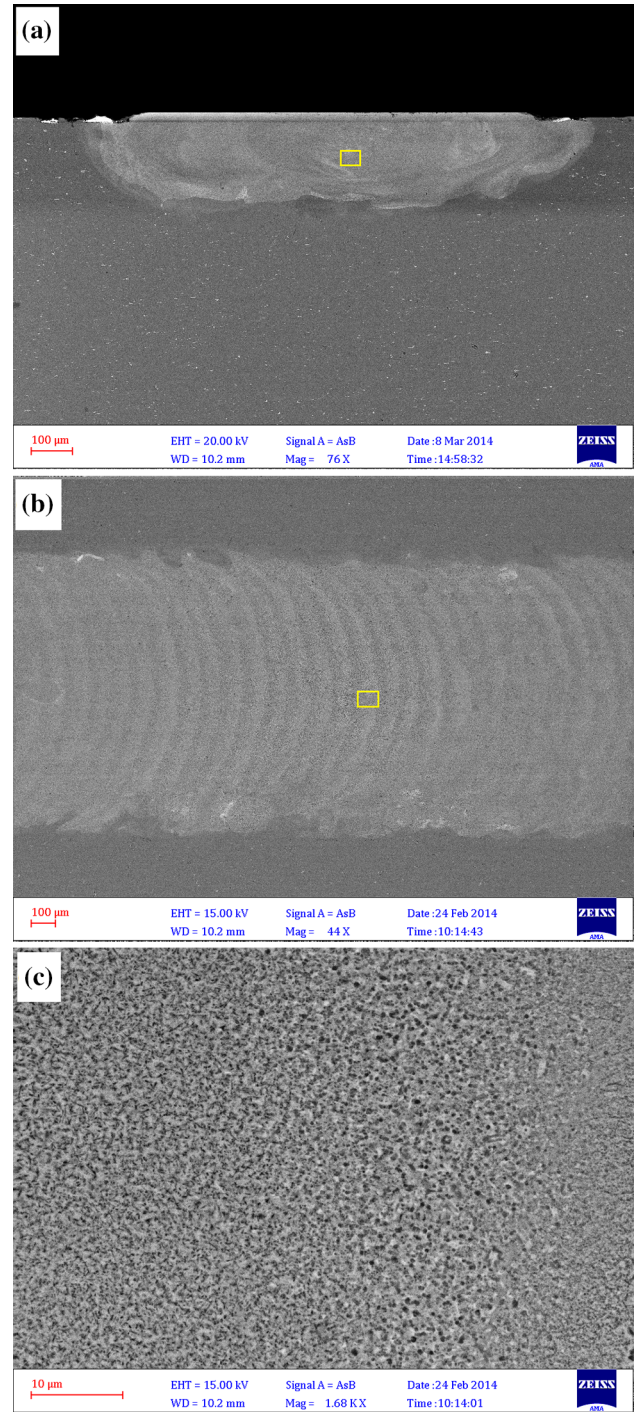 (a)
100 µm
EHT = 20.00 kV Signal A = AsB Date :8 Mar 2014 ZEISS
WD = 10.2 mm Mag = 76 X Time :14:58:32 AMA
(b)
100 µm
EHT = 15.00 kV Signal A = AsB Date :24 Feb 2014 ZEISS
WD = 10.2 mm Mag = 44 X Time :10:14:43 AMA
(c)
10 µm
EHT = 15.00 kV Signal A = AsB Date :24 Feb 2014 ZEISS
WD = 10.2 mm Mag = 1.68 K X Time :10:14:01 AMA